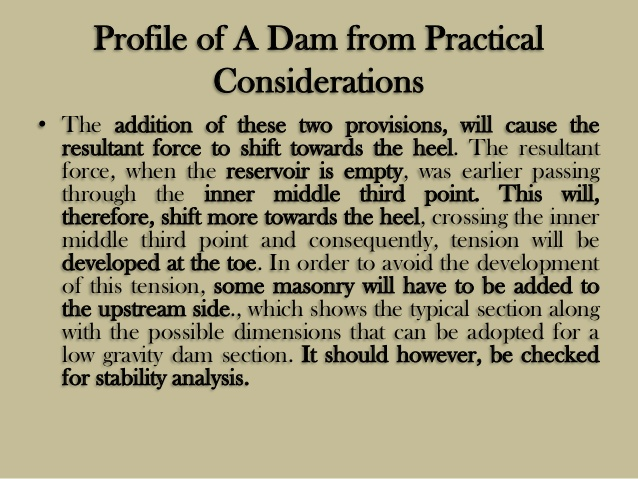 Profile of A Dam from Practical
Considerations
• The addition of these two provisions, will cause the
resultant force to shift towards the heel. The resultant
force, when the reservoir is empty, was earlier passing
through the inner middle third point. This will,
therefore, shift more towards the heel, crossing the inner
middle third point and consequently, tension will be
developed at the toe. In order to avoid the development
of this tension, some masonry will have to be added to
the upstream side., which shows the typical section along
with the possible dimensions that can be adopted for a
low gravity dam section. It should however, be checked
for stability analysis.